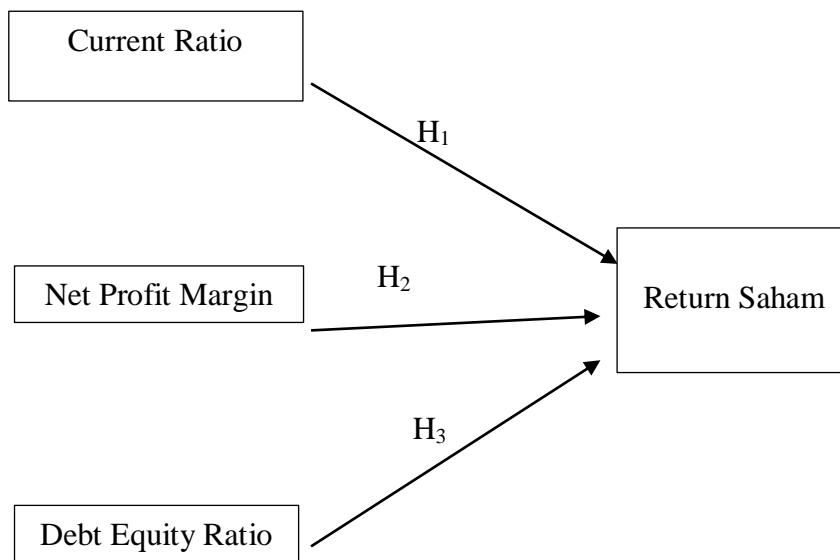 Current Ratio
H₁
Net Profit Margin
H₂
Return Saham
H₃
Debt Equity Ratio